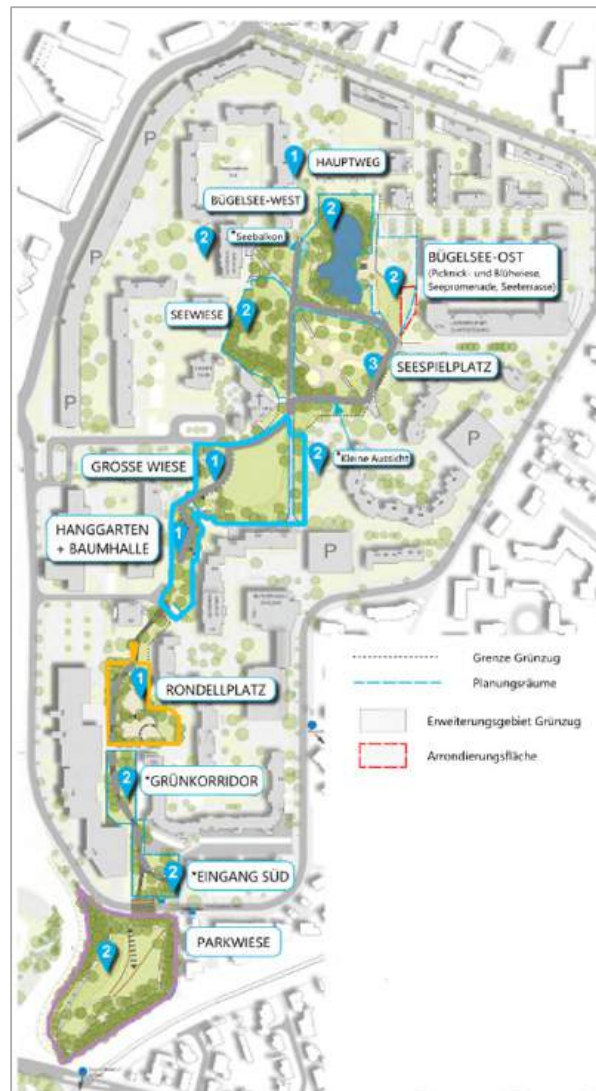 P
1
HAUPTWEG
BÜGELSEE-WEST
2
2
*Seebalkon
BÜGELSEE-OST
(Picknick- und Blühwiese,
Seepromenade, Seeterrasse)
2
SEEWIESE
2
3
SEESPIELPLATZ
P
P
GROSSE WIESE
1
2
*Kleine Aussicht
HANGGARTEN
+ BAUMHALLE
1
P
RONDELLPLATZ
1
Grenze Grünzug
Planungsräume
Erweiterungsgebiet Grünzug
Arrondierungsfläche
2
*GRÜNKORRIDOR
2
*EINGANG SÜD
PARKWIESE
2